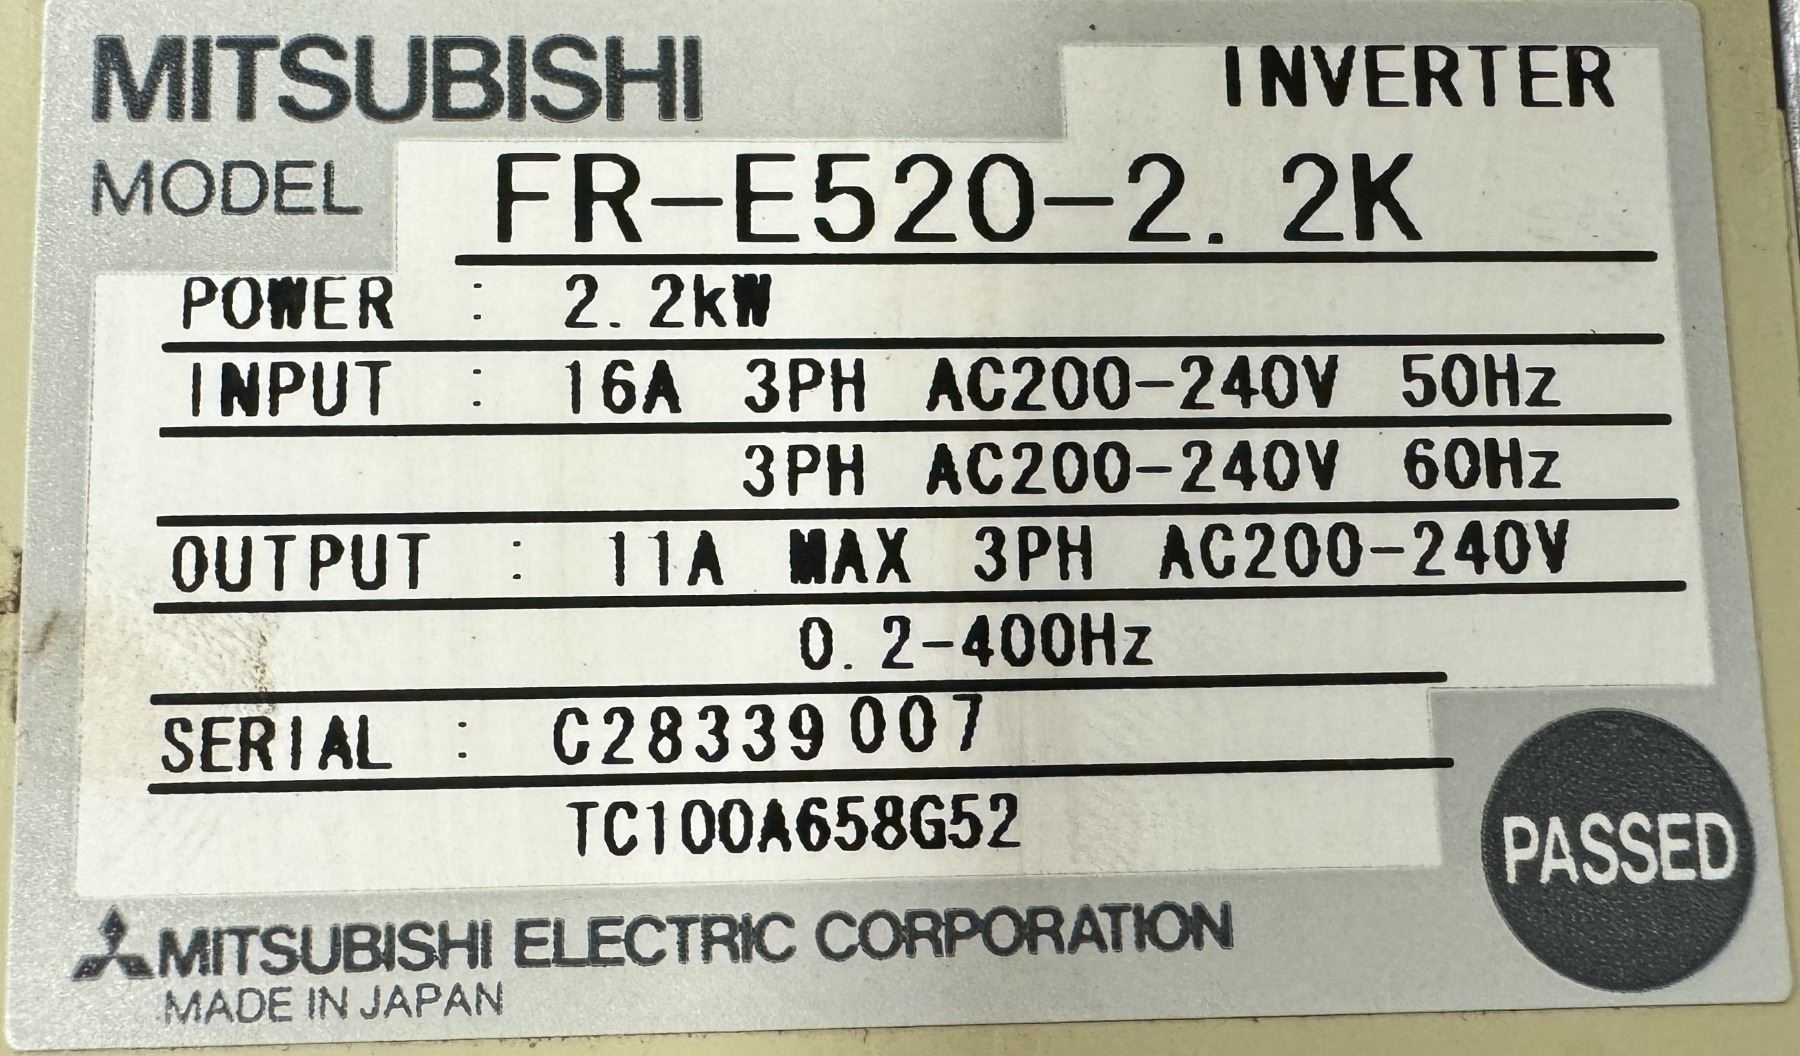 MITSUBISHI INVERTER
MODEL FR-E520-2.2K
POWER : 2.2kW
INPUT : 16A 3PH AC200-240V 50Hz
3PH AC200-240V 60Hz
OUTPUT : 11A MAX 3PH AC200-240V
0.2-400Hz
SERIAL : C28339007
TC100A658G52
PASSED
MITSUBISHI ELECTRIC CORPORATION
MADE IN JAPAN